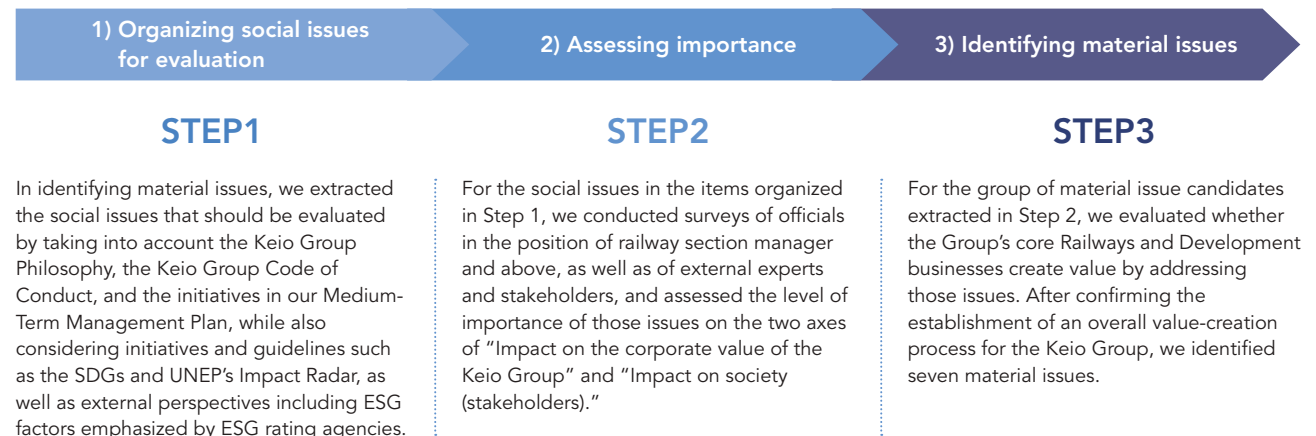 1) Organizing social issues
for evaluation
2) Assessing importance
3) Identifying material issues
STEP1
In identifying material issues, we extracted
the social issues that should be evaluated
by taking into account the Keio Group
Philosophy, the Keio Group Code of
Conduct, and the initiatives in our Medium-
Term Management Plan, while also
considering initiatives and guidelines such
as the SDGs and UNEP’s Impact Radar, as
well as external perspectives including ESG
factors emphasized by ESG rating agencies.
STEP2
For the social issues in the items organized
in Step 1, we conducted surveys of officials
in the position of railway section manager
and above, as well as of external experts
and stakeholders, and assessed the level of
importance of those issues on the two axes
of “Impact on the corporate value of the
Keio Group” and “Impact on society
(stakeholders).”
STEP3
For the group of material issue candidates
extracted in Step 2, we evaluated whether
the Group’s core Railways and Development
businesses create value by addressing
those issues. After confirming the
establishment of an overall value-creation
process for the Keio Group, we identified
seven material issues.